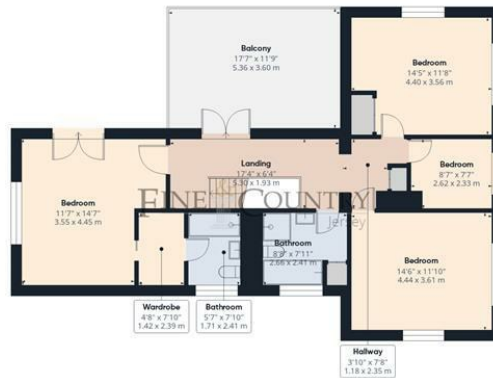 Balcony
17'7" x 11'9"
5.36 x 3.60 m
Bedroom
14'5" x 11'8"
4.40 x 3.56 m
Landing
17'4" x 6'4"
5.30 x 1.93 m
Bedroom
8'7" x 7'7"
2.62 x 2.33 m
Bedroom
11'7" x 14'7"
3.55 x 4.45 m
FINE & COUNTRY
Jersey
Bathroom
8'8" x 7'11"
2.66 x 2.41 m
Bedroom
14'6" x 11'10"
4.44 x 3.61 m
Wardrobe
4'8" x 7'10"
1.42 x 2.39 m
Bathroom
5'7" x 7'10"
1.71 x 2.41 m
Hallway
3'10" x 7'8"
1.18 x 2.35 m